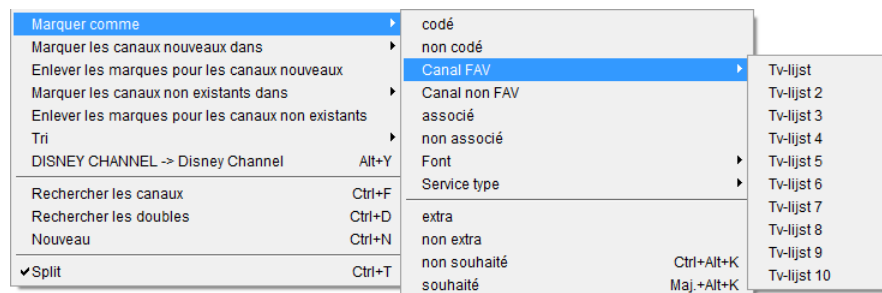 Marquer comme
Marquer les canaux nouveaux dans
Enlever les marques pour les canaux nouveaux
Marquer les canaux non existants dans
Enlever les marques pour les canaux non existants
Tri
DISNEY CHANNEL -> Disney Channel Alt+Y
Rechercher les canaux Ctrl+F
Rechercher les doubles Ctrl+D
Nouveau Ctrl+N
Split Ctrl+T
codé
non codé
Canal FAV
Canal non FAV
associé
non associé
Font
Service type
extra
non extra
non souhaité Ctrl+Alt+K
souhaité Maj.+Alt+K
Tv-lijst
Tv-lijst 2
Tv-lijst 3
Tv-lijst 4
Tv-lijst 5
Tv-lijst 6
Tv-lijst 7
Tv-lijst 8
Tv-lijst 9
Tv-lijst 10